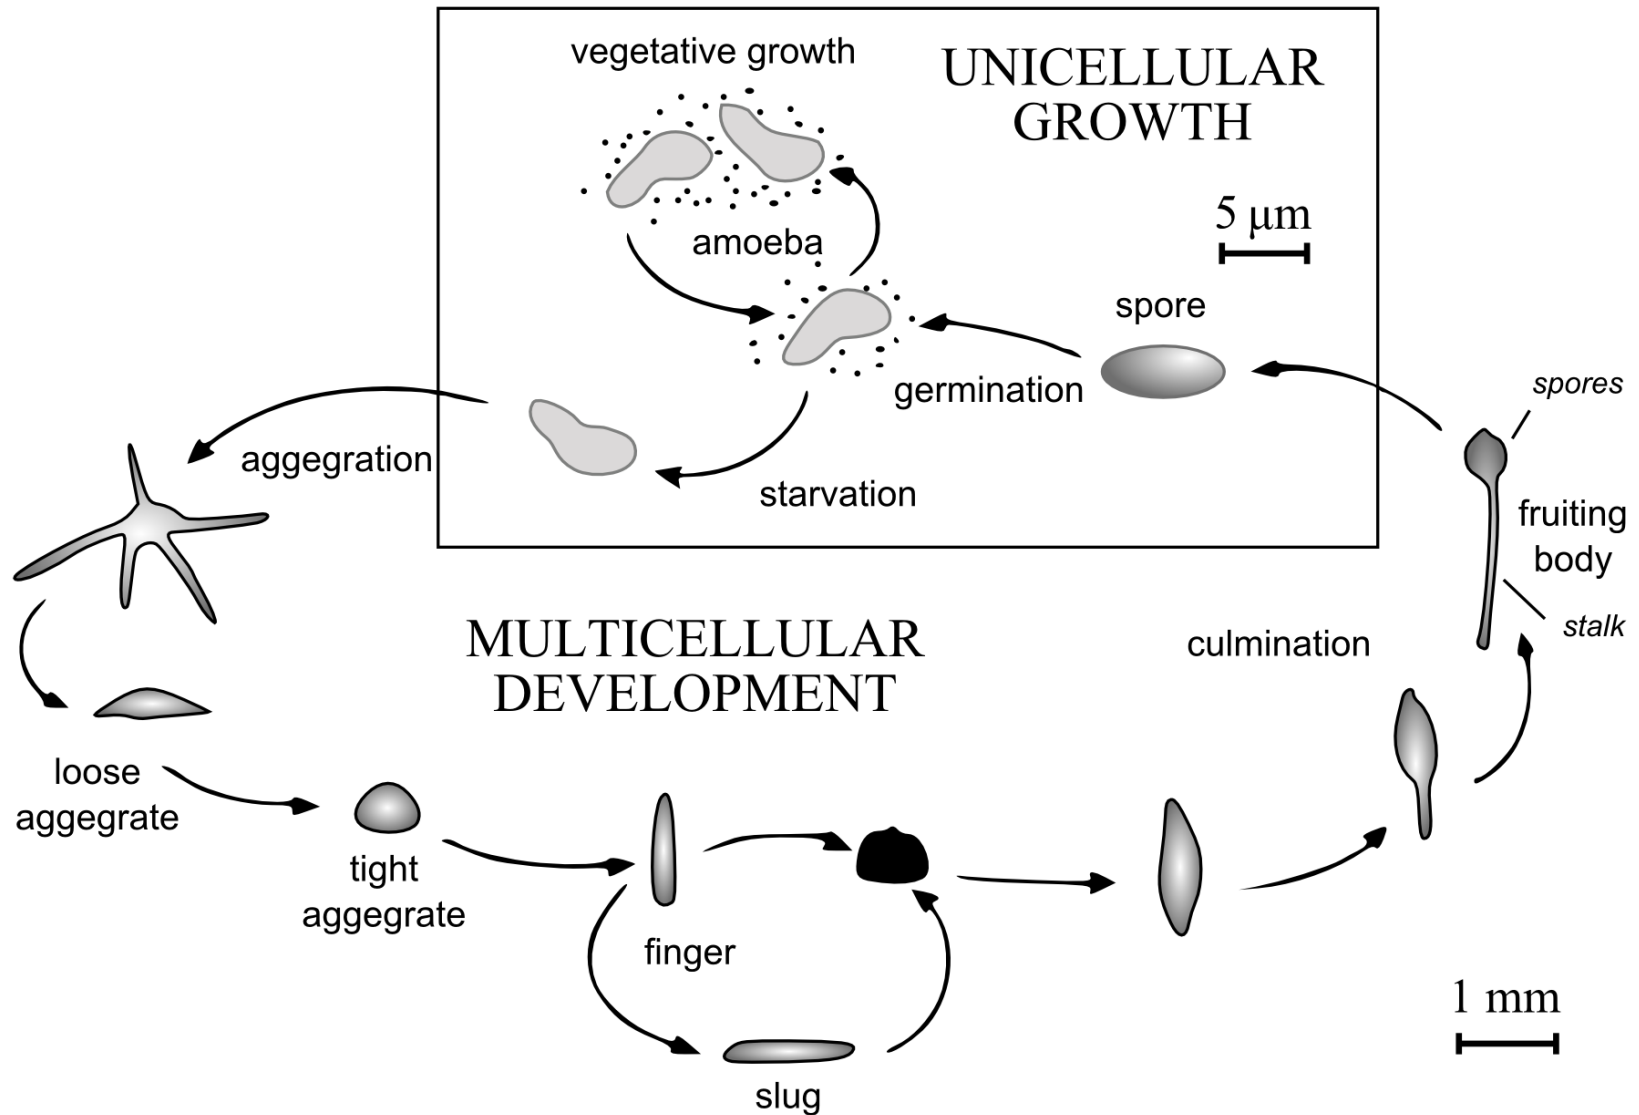 vegetative growth
UNICELLULAR
GROWTH
5 µm
amoeba
spore
germination
spores
aggegration
starvation
fruiting
body
stalk
MULTICELLULAR
DEVELOPMENT
culmination
loose
aggegrate
tight
aggegrate
finger
1 mm
slug